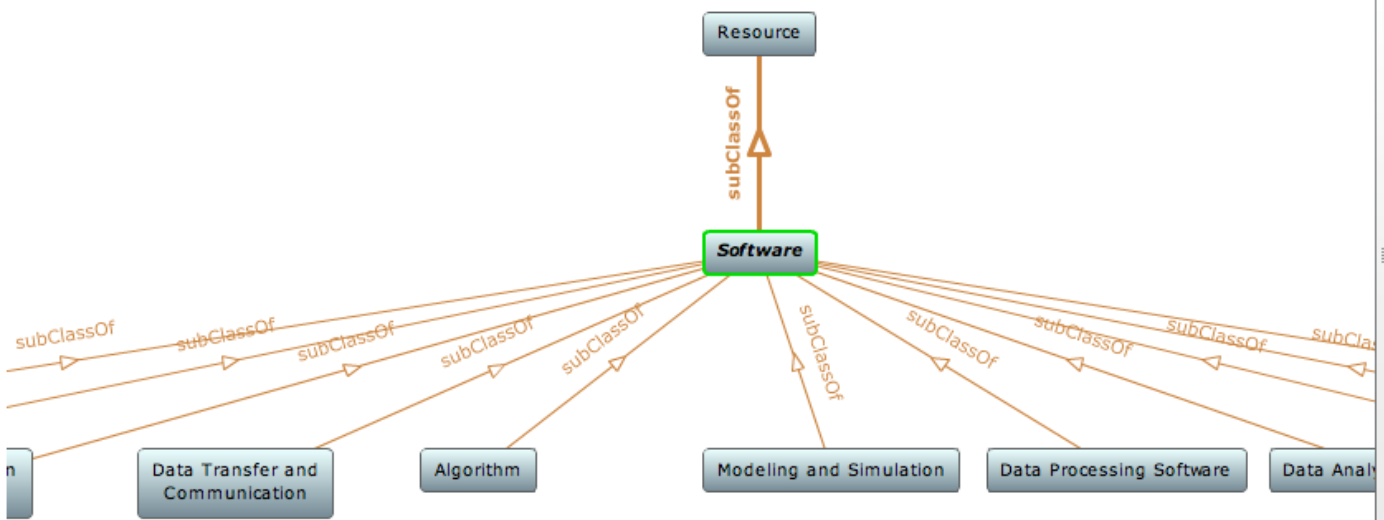 Resource
subClassOf
Software
subClassOf
subClassOf
subClassOf
subClassOf
subClassOf
subClassOf
subClassOf
subClassOf
subClassOf
n
Data Transfer and
Communication
Algorithm
Modeling and Simulation
Data Processing Software
Data